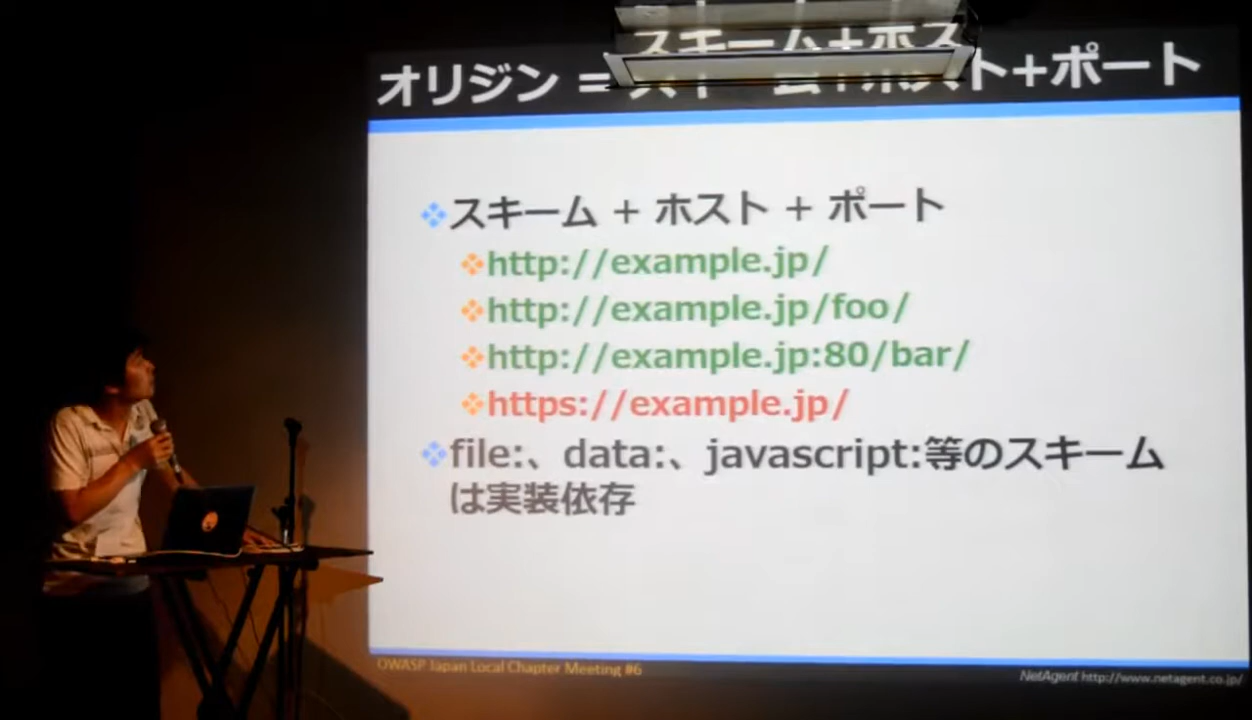 オリジン = スキーム+ホスト+ポート
スキーム + ホスト + ポート
http://example.jp/
http://example.jp/foo/
http://example.jp:80/bar/
https://example.jp/
file:、data:、javascript:等のスキーム
は実装依存
OWASP Japan Local Chapter Meeting #6
NetAgent http://www.netagent.co.jp/